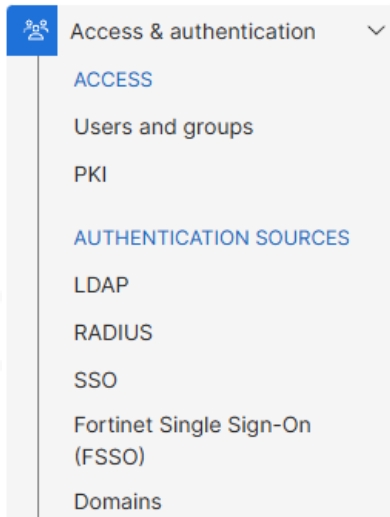 Access & authentication
ACCESS
Users and groups
PKI
AUTHENTICATION SOURCES
LDAP
RADIUS
SSO
Fortinet Single Sign-On
(FSSO)
Domains